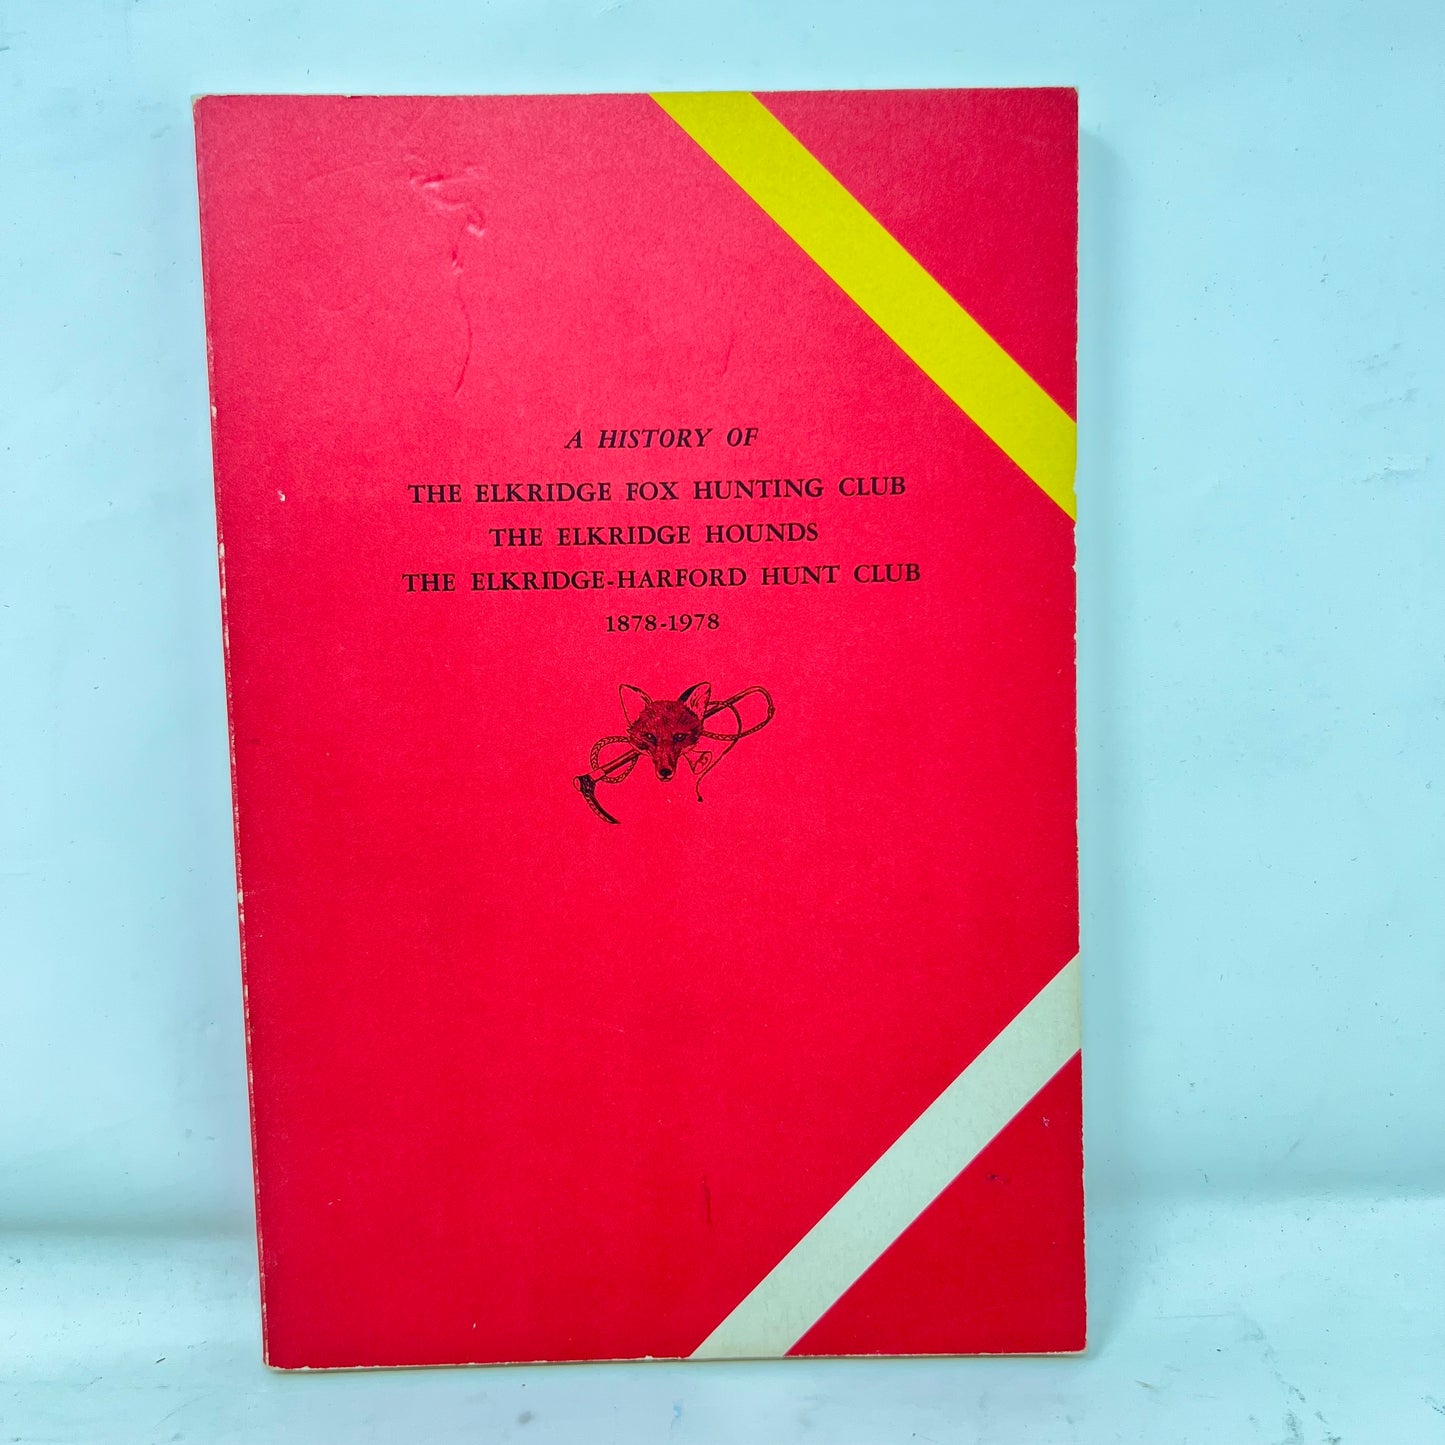 A HISTORY OF
THE ELKRIDGE FOX HUNTING CLUB
THE ELKRIDGE HOUNDS
THE ELKRIDGE-HARFORD HUNT CLUB
1878-1978